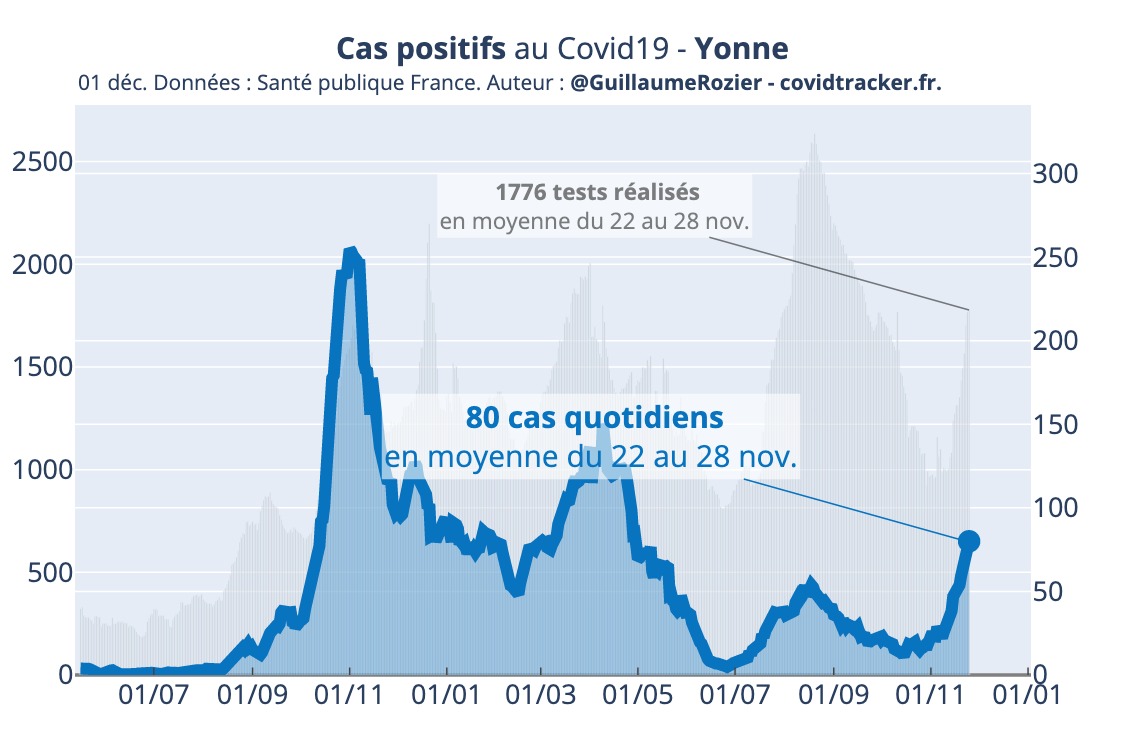 Cas positifs au Covid19 - Yonne
01 déc. Données : Santé publique France. Auteur : @GuillaumeRozier - covidtracker.fr.
2500
2000
1500
1000
500
0
300
250
200
150
100
50
0
1776 tests réalisés
en moyenne du 22 au 28 nov.
80 cas quotidiens
en moyenne du 22 au 28 nov.
01/07 01/09 01/11 01/01 01/03 01/05 01/07 01/09 01/11 01/01